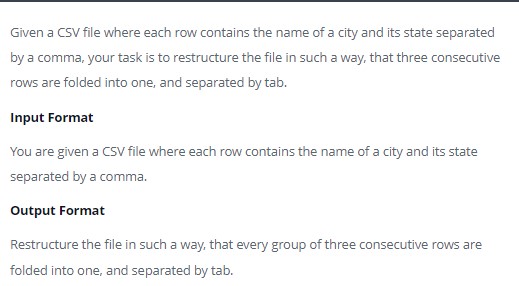 Given a CSV file where each row contains the name of a city and its state separated
by a comma, your task is to restructure the file in such a way, that three consecutive
rows are folded into one, and separated by tab.
Input Format
You are given a CSV file where each row contains the name of a city and its state
separated by a comma.
Output Format
Restructure the file in such a way, that every group of three consecutive rows are
folded into one, and separated by tab.